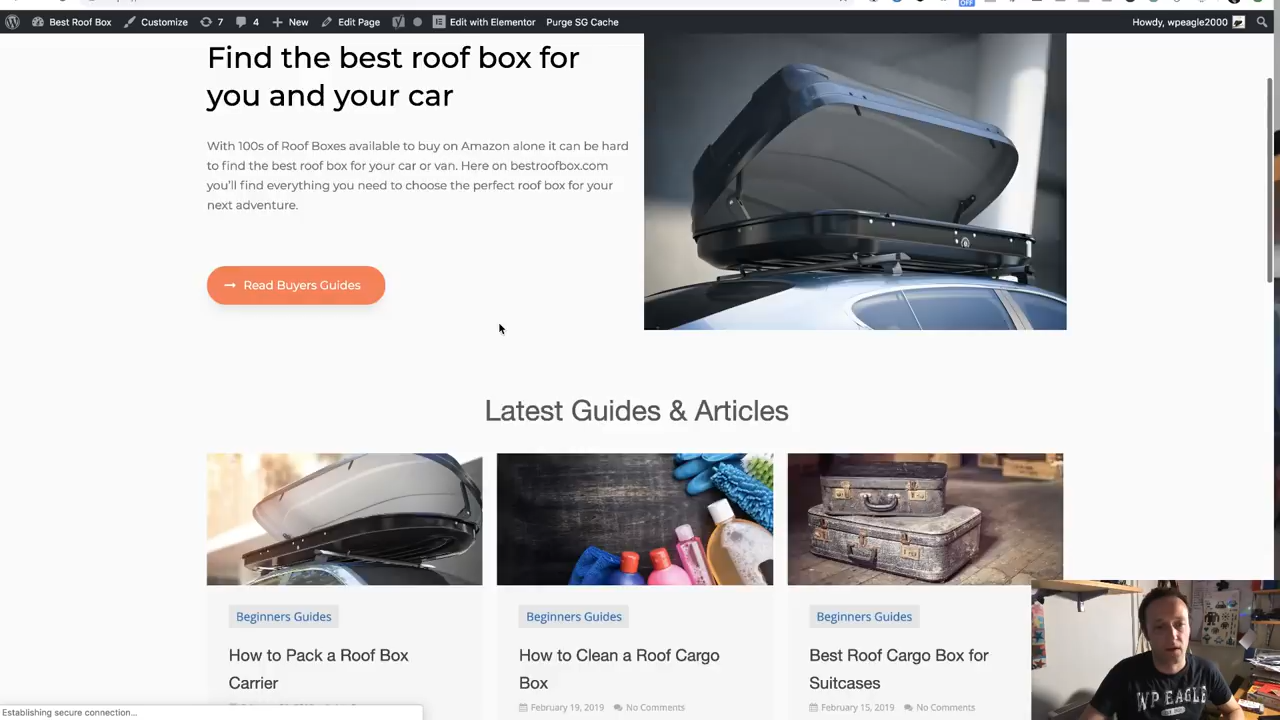 Best Roof Box Customize 7 4 New Edit Page Edit with Elementor Purge SG Cache Howdy, wpeagle2000
OFF
Find the best roof box for
you and your car
With 100s of Roof Boxes available to buy on Amazon alone it can be hard
to find the best roof box for your car or van. Here on bestroofbox.com
you'll find everything you need to choose the perfect roof box for your
next adventure.
Read Buyers Guides
Latest Guides & Articles
Beginners Guides
How to Pack a Roof Box
Carrier
Beginners Guides
How to Clean a Roof Cargo
Box
February 19, 2019 No Comments
Beginners Guides
Best Roof Cargo Box for
Suitcases
February 15, 2019 No Comments
WP EAGLE
Establishing secure connection...